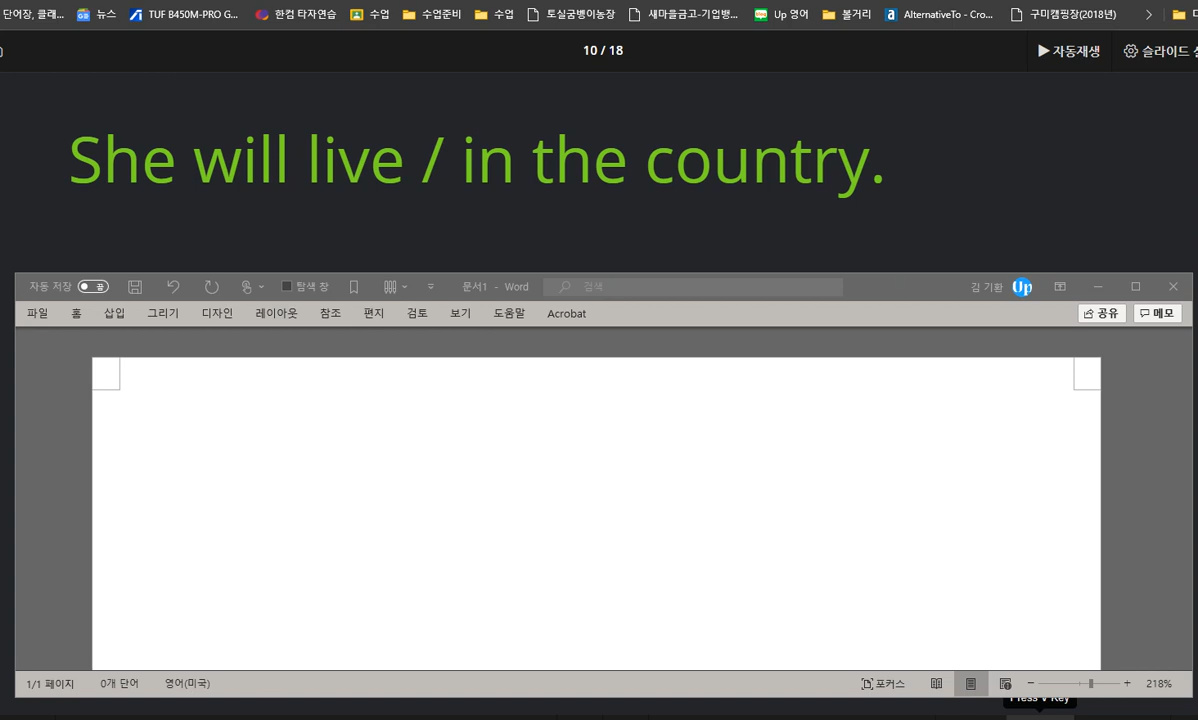 단어장, 클래... 뉴스 TUF B450M-PRO G... 한컴 타자연습 수업 수업준비 수업 토실굼벵이농장 새마을금고-기업뱅... Up 영어 볼거리 AlternativeTo - Cro... 구미캠핑장(2018년)
10 / 18 자동재생 슬라이드
She will live / in the country.
자동 저장 끔 탐색 창 문서1 - Word 검색 김 기환 Up
파일 홈 삽입 그리기 디자인 레이아웃 참조 편지 검토 보기 도움말 Acrobat 공유 메모
1/1 페이지 0개 단어 영어(미국) 포커스 218%
Press V Key